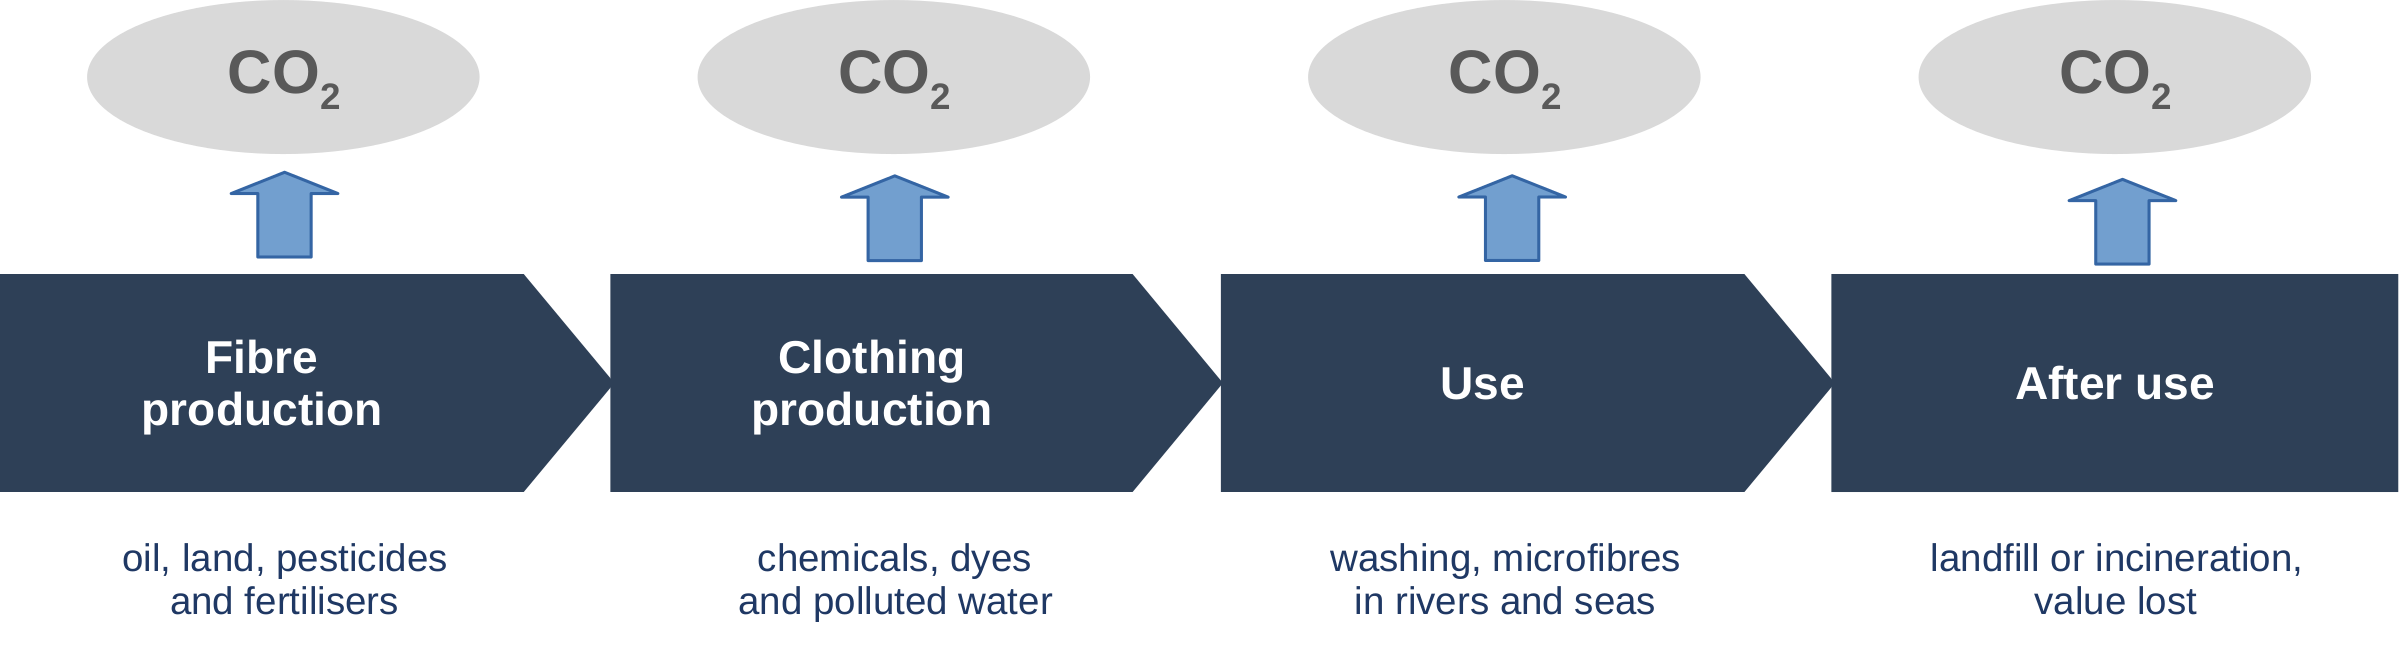 CO₂
CO₂
CO₂
CO₂
Fibre
production
Clothing
production
Use
After use
oil, land, pesticides
and fertilisers
chemicals, dyes
and polluted water
washing, microfibres
in rivers and seas
landfill or incineration,
value lost